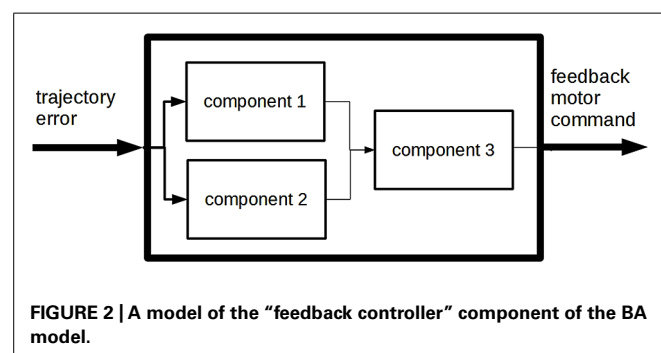 trajectory
error
component 1
component 2
component 3
feedback
motor
command
FIGURE 2 | A model of the “feedback controller” component of the BA
model.